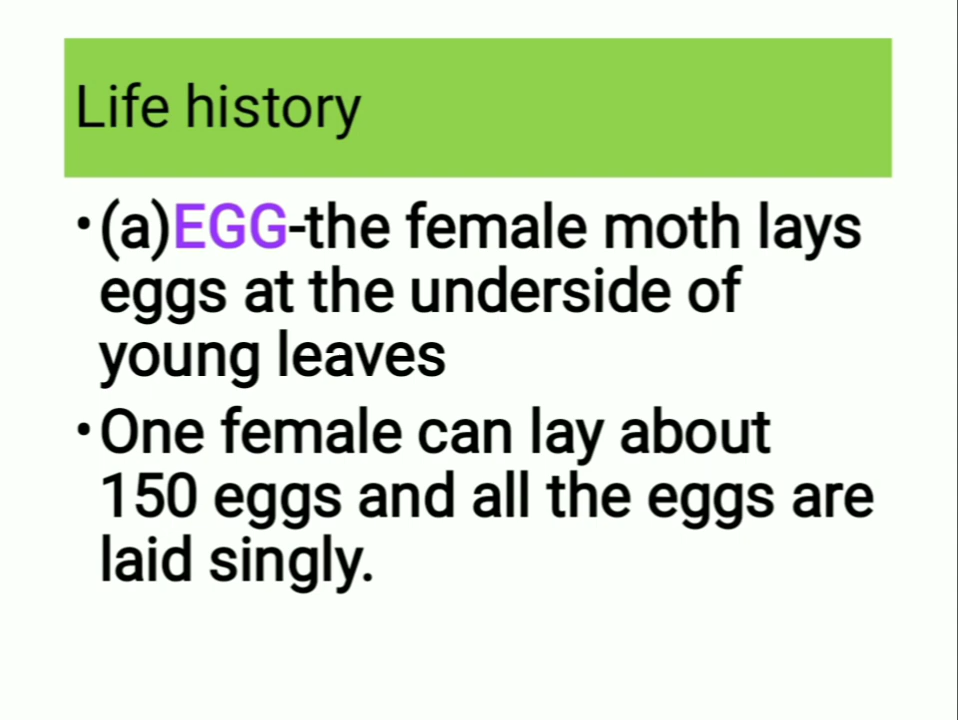 Life history
•(a)EGG-the female moth lays
eggs at the underside of
young leaves
•One female can lay about
150 eggs and all the eggs are
laid singly.